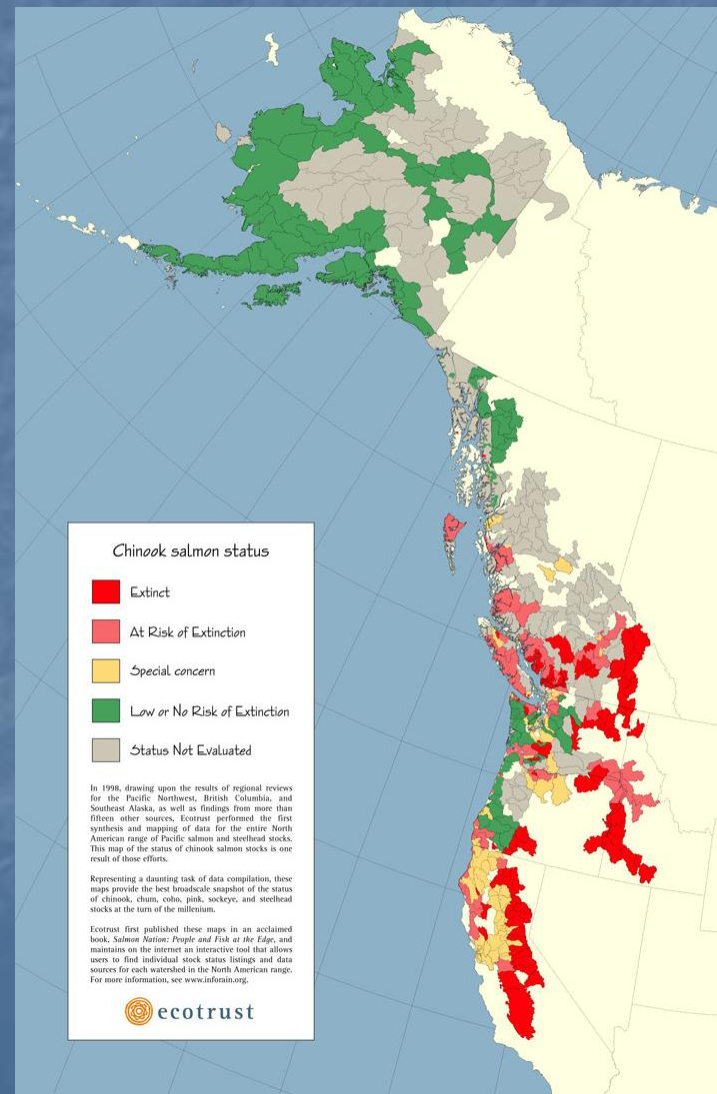 Chinook salmon status
Extinct
At Risk of Extinction
Special concern
Low or No Risk of Extinction
Status Not Evaluated
In 1998, drawing upon the results of regional reviews
for the Pacific Northwest, British Columbia, and
Southeast Alaska, as well as findings from more than
fifteen other sources, Ecotrust performed the first
synthesis and mapping of data for the entire North
American range of Pacific salmon and steelhead stocks.
This map of the status of chinook salmon stocks is one
result of those efforts.
Representing a daunting task of data compilation, these
maps provide the best broadscale snapshot of the status
of chinook, chum, coho, pink, sockeye, and steelhead
stocks at the turn of the millenium.
Ecotrust first published these maps in an acclaimed
book, Salmon Nation: People and Fish at the Edge, and
maintains on the internet an interactive tool that allows
users to find individual stock status listings and data
sources for each watershed in the North American range.
For more information, see www.inforain.org.
ecotrust